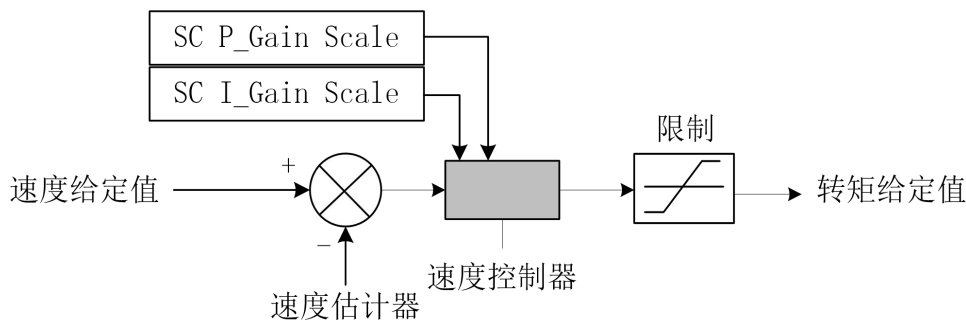 SC P_Gain Scale
SC I_Gain Scale
限制
+
速度给定值
转矩给定值
−
速度控制器
速度估计器